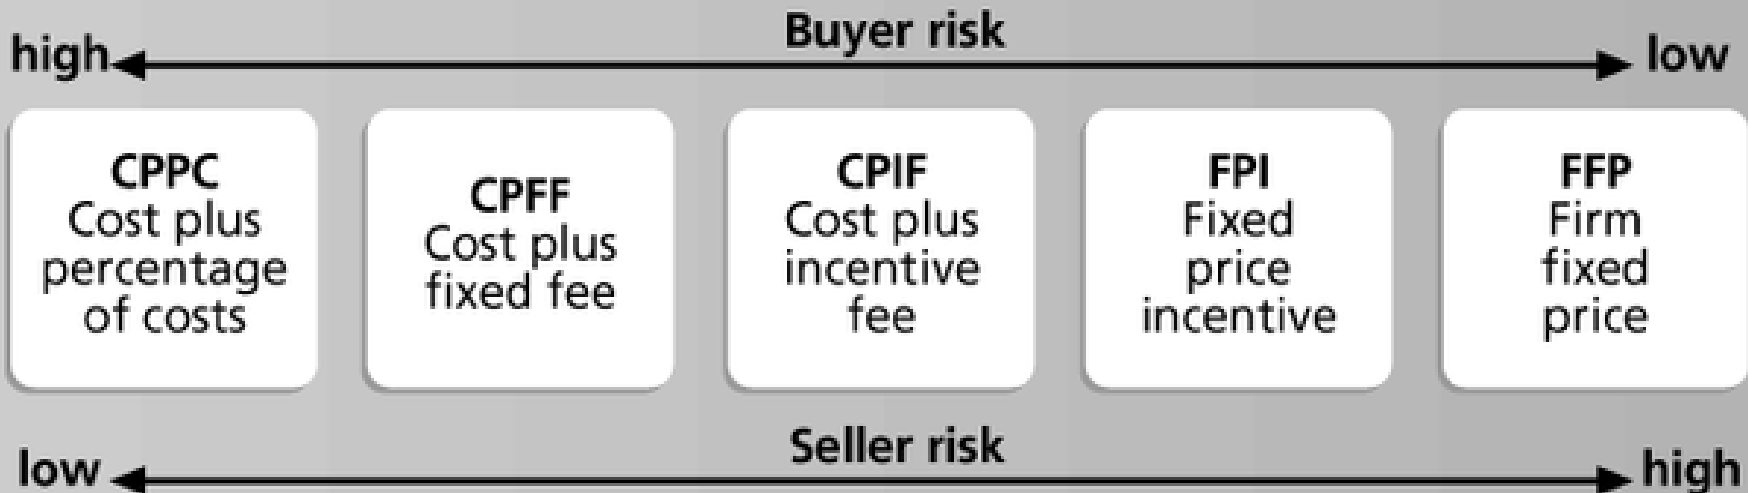 Buyer risk
high
low
CPPC
Cost plus
percentage
of costs
CPFF
Cost plus
fixed fee
CPIF
Cost plus
incentive
fee
FPI
Fixed
price
incentive
FFP
Firm
fixed
price
Seller risk
low
high